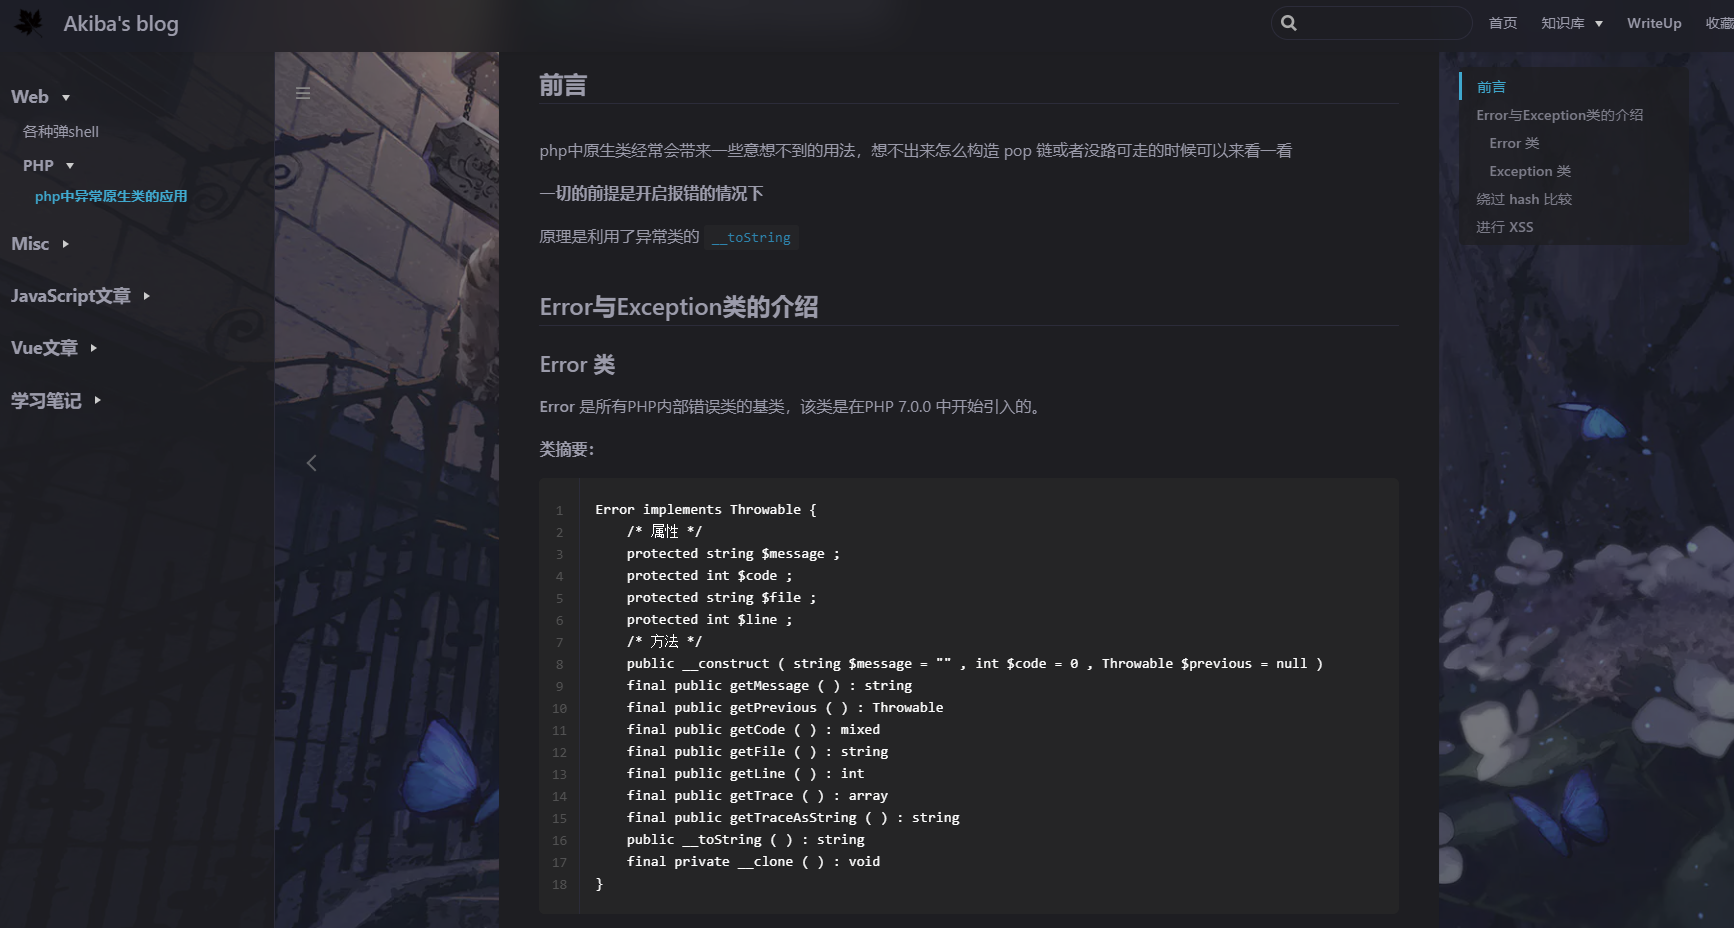 Akiba's blog
首页
知识库
WriteUp
收藏
Web
各种弹shell
PHP
php中异常原生类的应用
Misc
JavaScript文章
Vue文章
学习笔记
前言
php中原生类经常会带来一些意想不到的用法，想不出来怎么构造 pop 链或者没路可走的时候可以来看一看
一切的前提是开启报错的情况下
原理是利用了异常类的 __toString
Error与Exception类的介绍
Error 类
Error 是所有PHP内部错误类的基类，该类是在PHP 7.0.0 中开始引入的。
类摘要：
1 Error implements Throwable {
2 /* 属性 */
3 protected string $message ;
4 protected int $code ;
5 protected string $file ;
6 protected int $line ;
7 /* 方法 */
8 public __construct ( string $message = "" , int $code = 0 , Throwable $previous = null )
9 final public getMessage ( ) : string
10 final public getPrevious ( ) : Throwable
11 final public getCode ( ) : mixed
12 final public getFile ( ) : string
13 final public getLine ( ) : int
14 final public getTrace ( ) : array
15 final public getTraceAsString ( ) : string
16 public __toString ( ) : string
17 final private __clone ( ) : void
18 }
前言
Error与Exception类的介绍
Error 类
Exception 类
绕过 hash 比较
进行 XSS